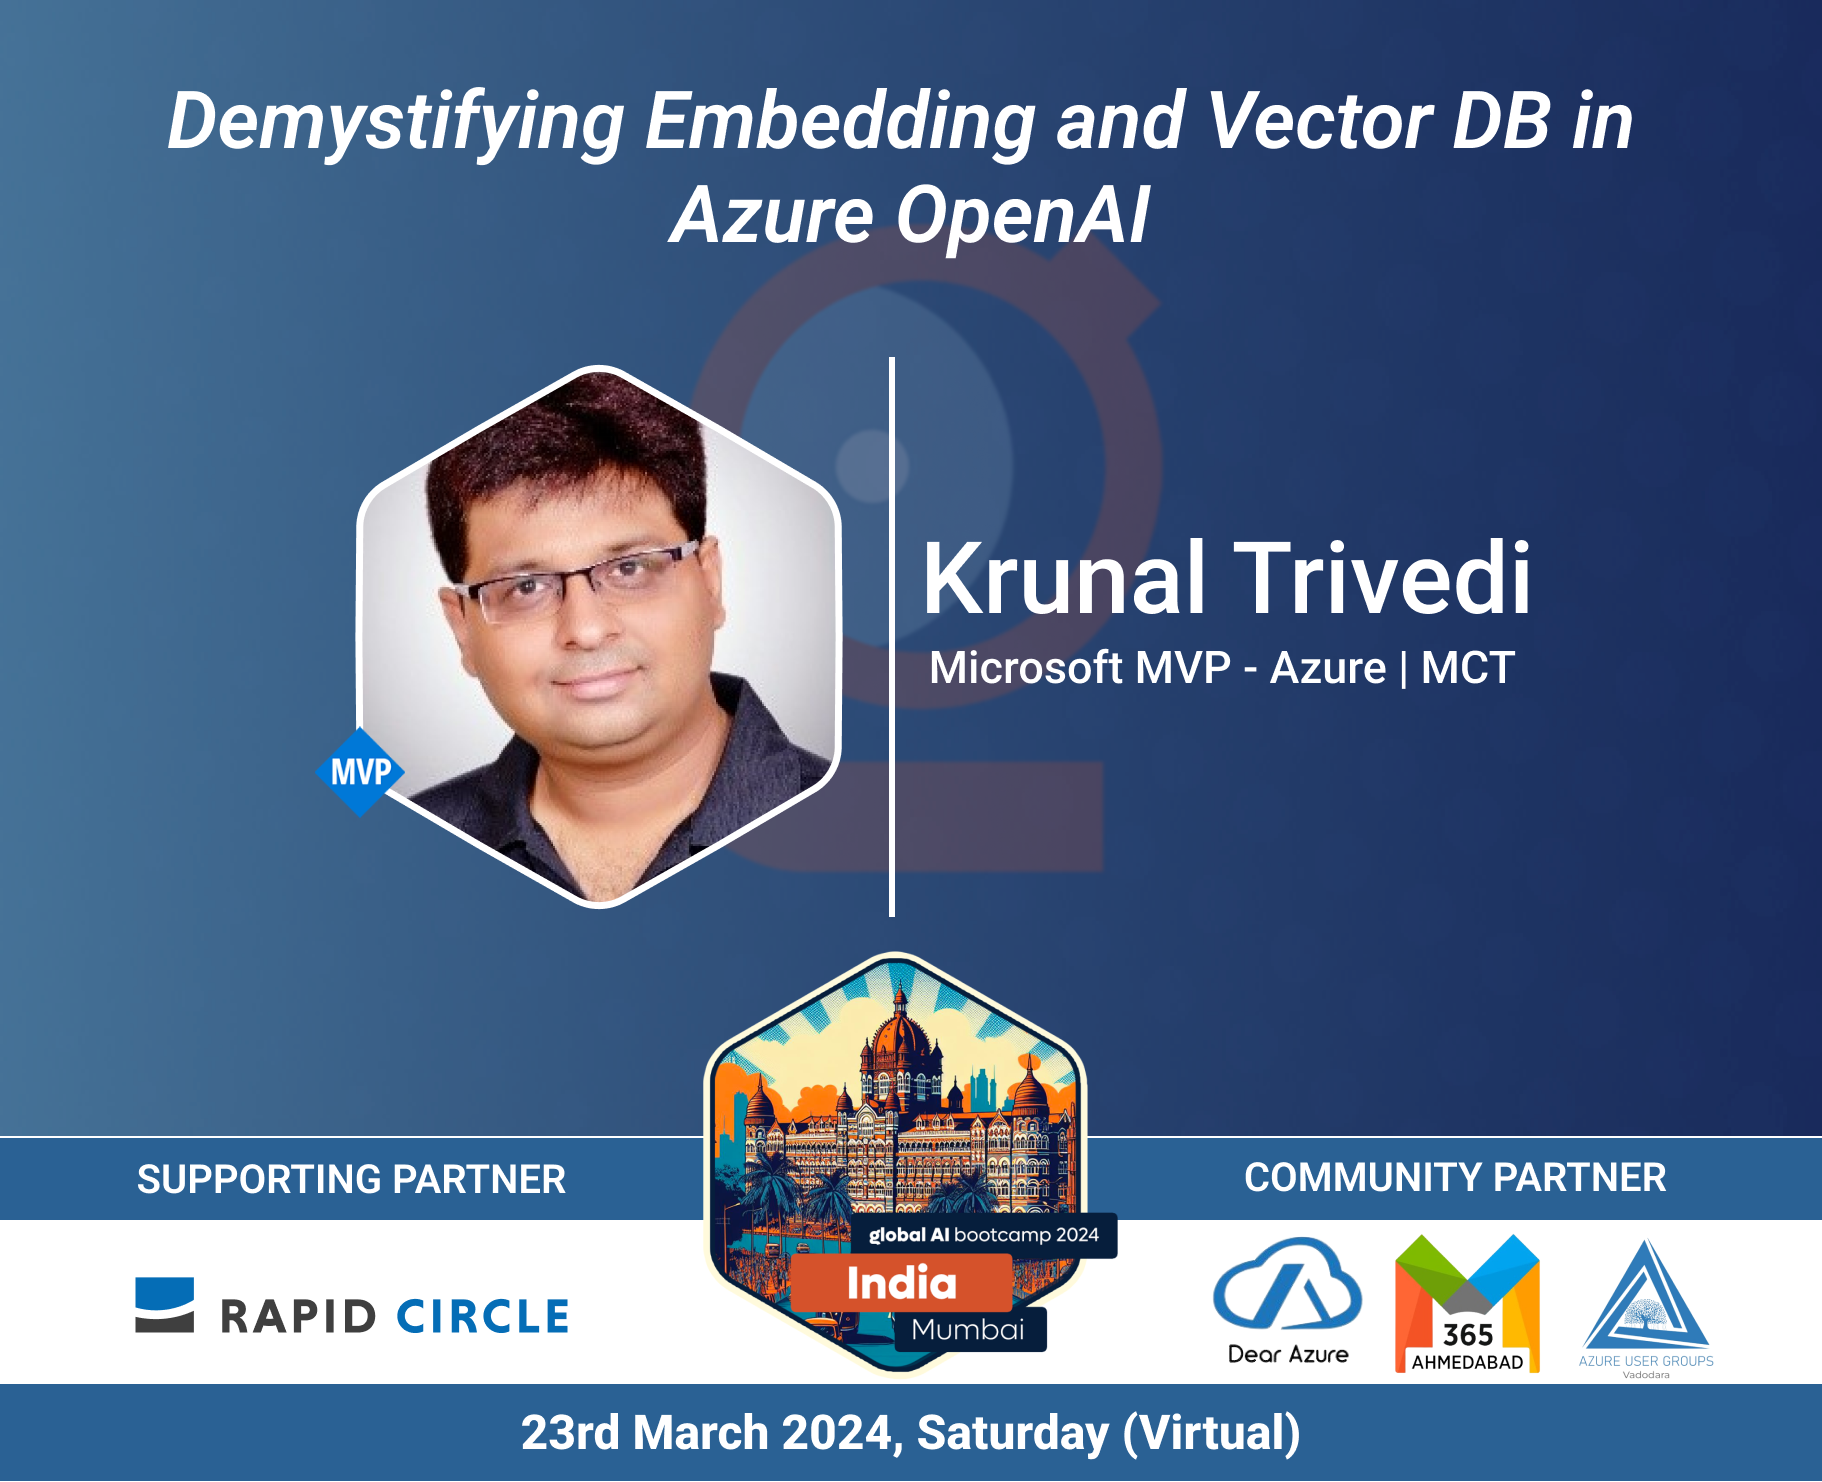 Demystifying Embedding and Vector DB in
Azure OpenAI
MVP
Krunal Trivedi
Microsoft MVP - Azure | MCT
SUPPORTING PARTNER
RAPID CIRCLE
global AI bootcamp 2024
India
Mumbai
COMMUNITY PARTNER
Dear Azure
365
AHMEDABAD
AZURE USER GROUPS
Vadodara
23rd March 2024, Saturday (Virtual)